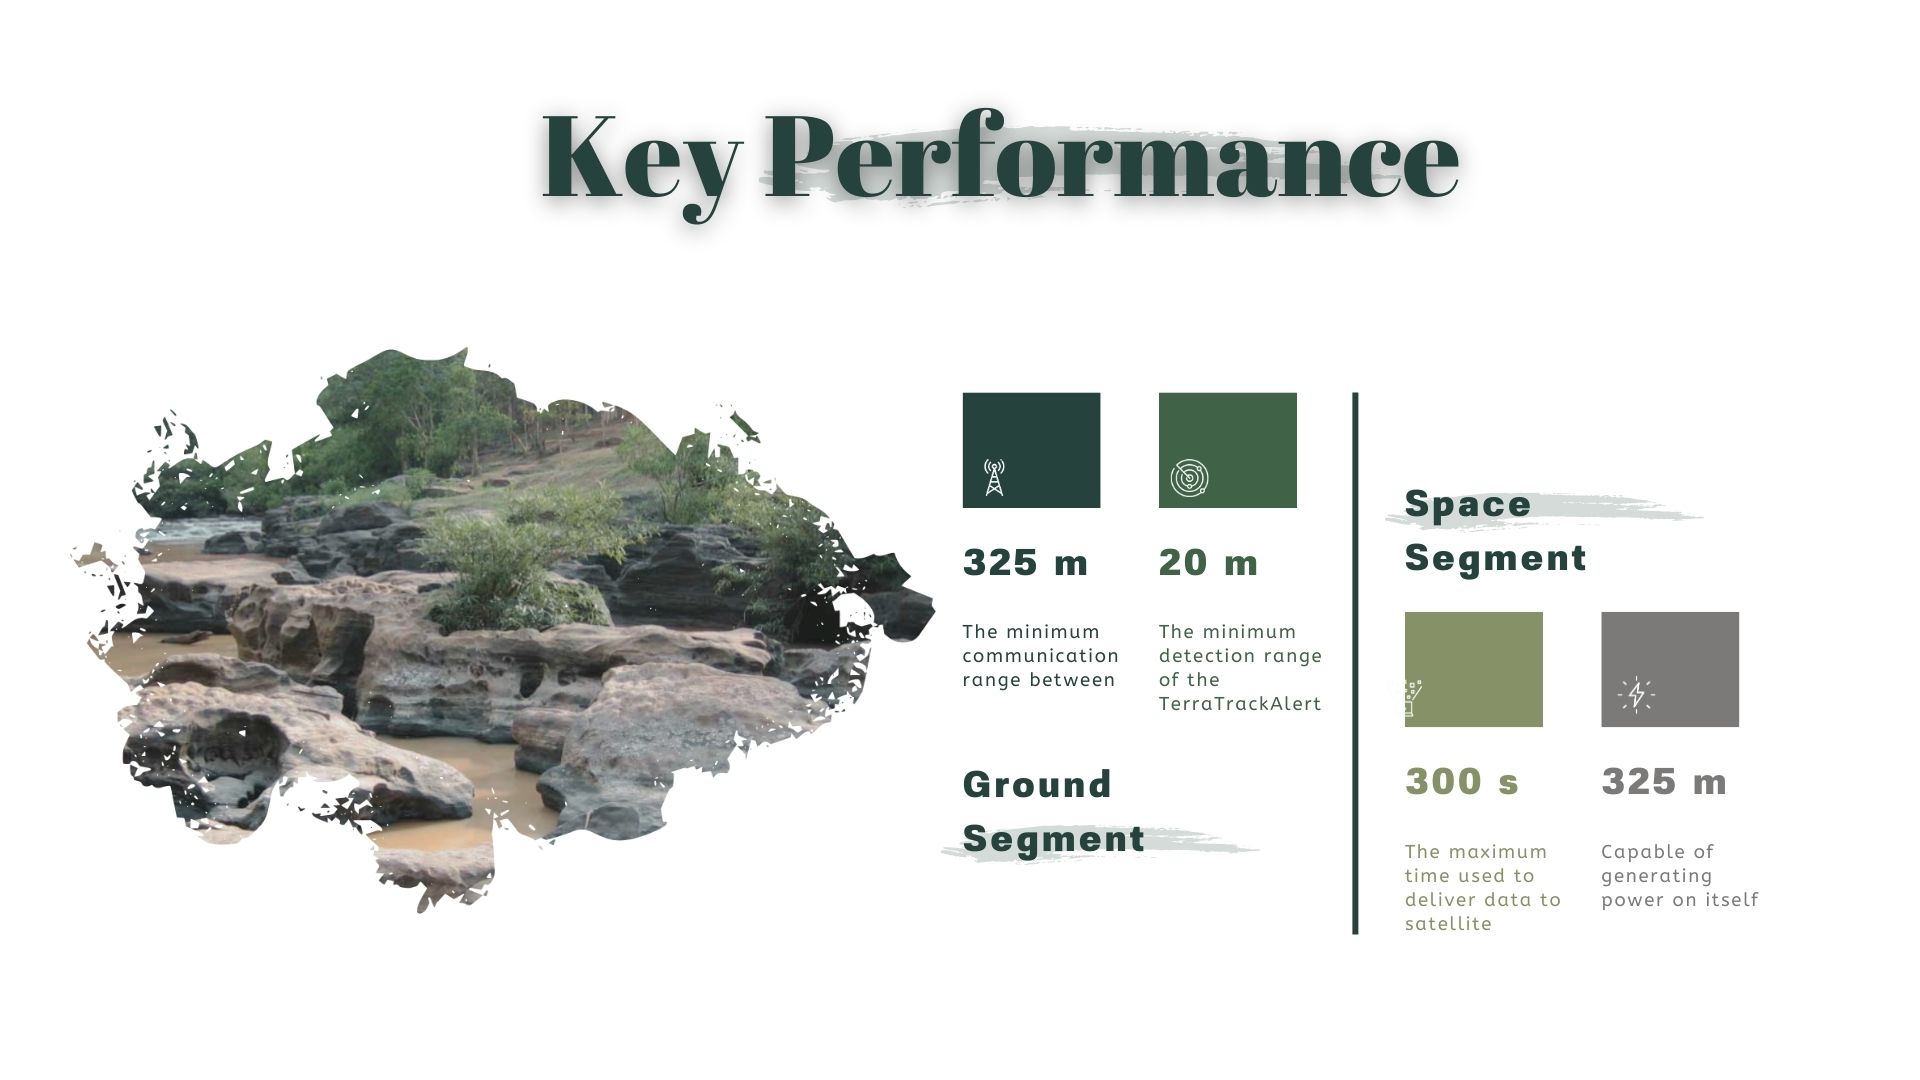 Key Performance
325 m
The minimum
communication
range between
20 m
The minimum
detection range
of the
TerraTrackAlert
Ground
Segment
Space
Segment
300 s
The maximum
time used to
deliver data to
satellite
325 m
Capable of
generating
power on itself